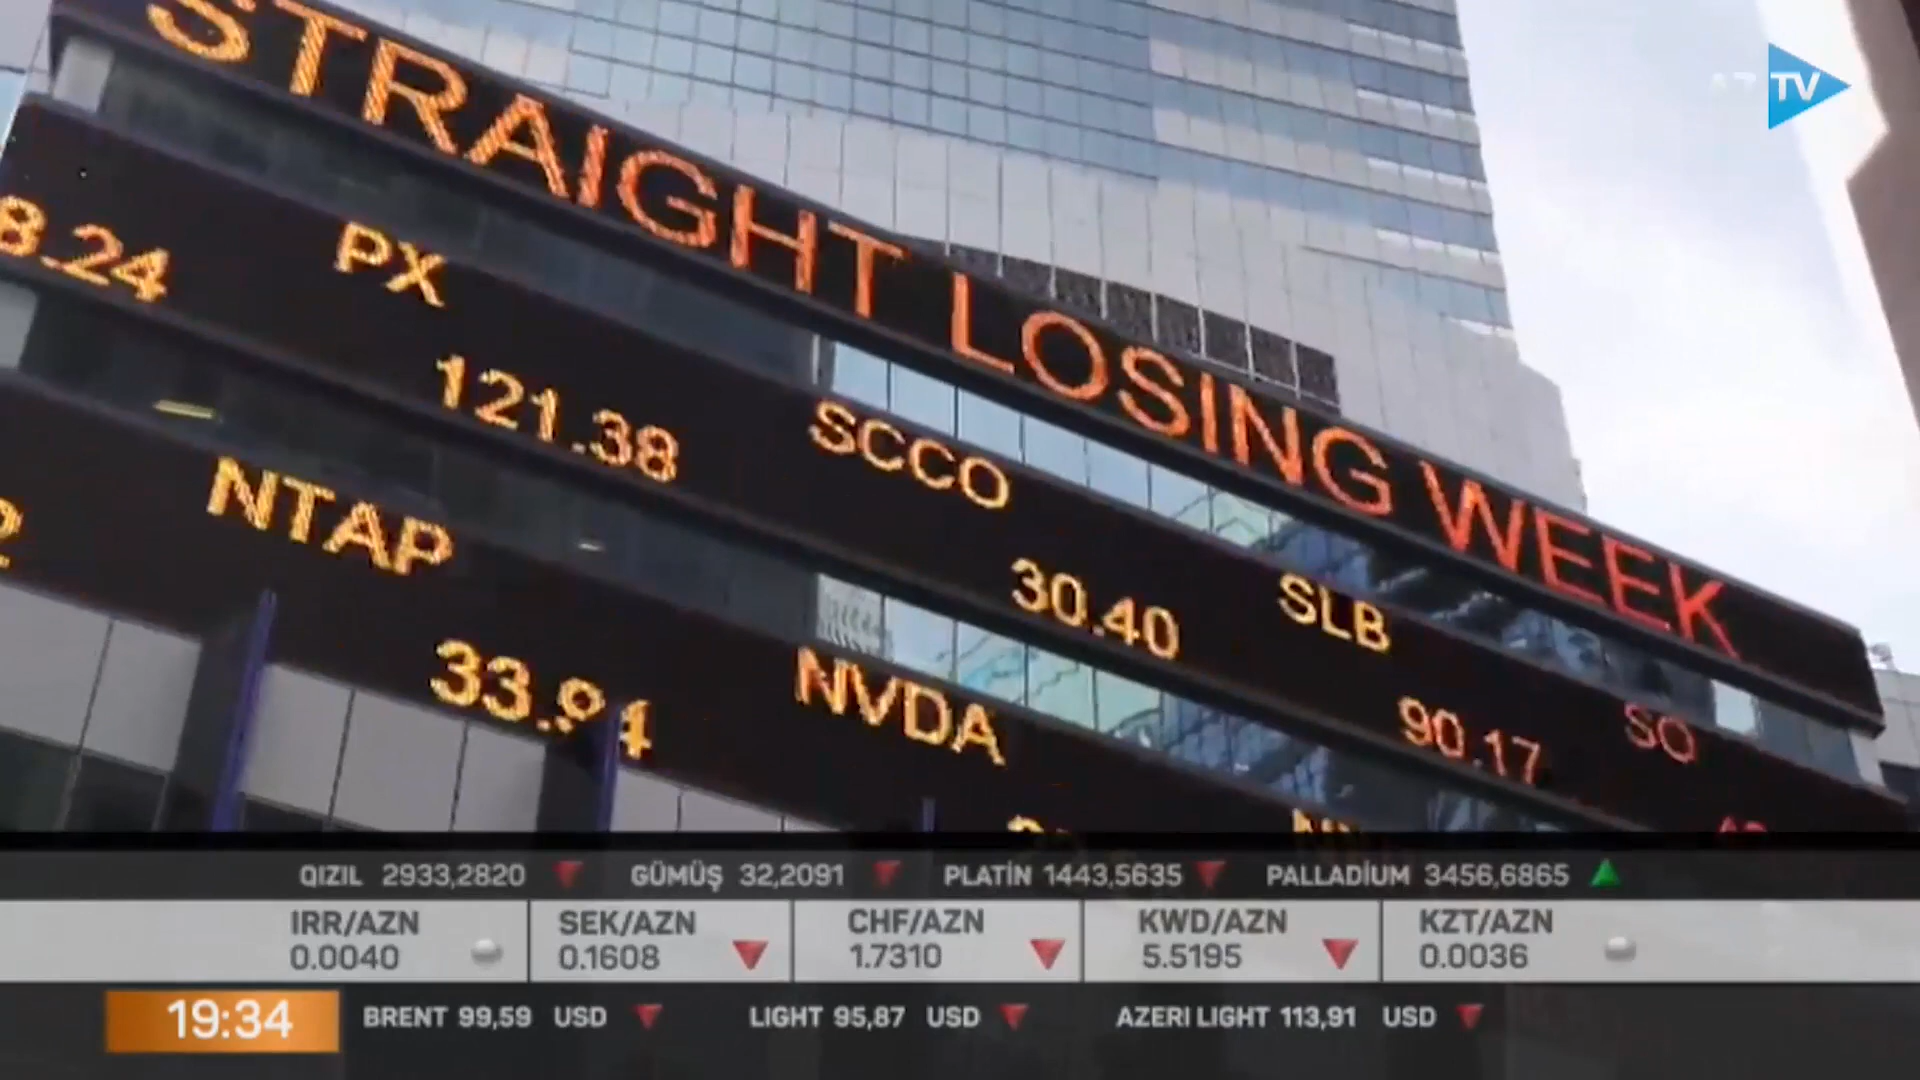 STRAIGHT LOSING WEEK
TV
8.24 PX 121.38 SCCO 30.40 SLB 90.17 SO
NTAP 33.94 NVDA
QIZIL 2933,2820 GÜMÜŞ 32,2091 PLATİN 1443,5635 PALLADİUM 3456,6865
IRR/AZN SEK/AZN CHF/AZN KWD/AZN KZT/AZN
0.0040 0.1608 1.7310 5.5195 0.0036
19:34 BRENT 99,59 USD LIGHT 95,87 USD AZERI LIGHT 113,91 USD